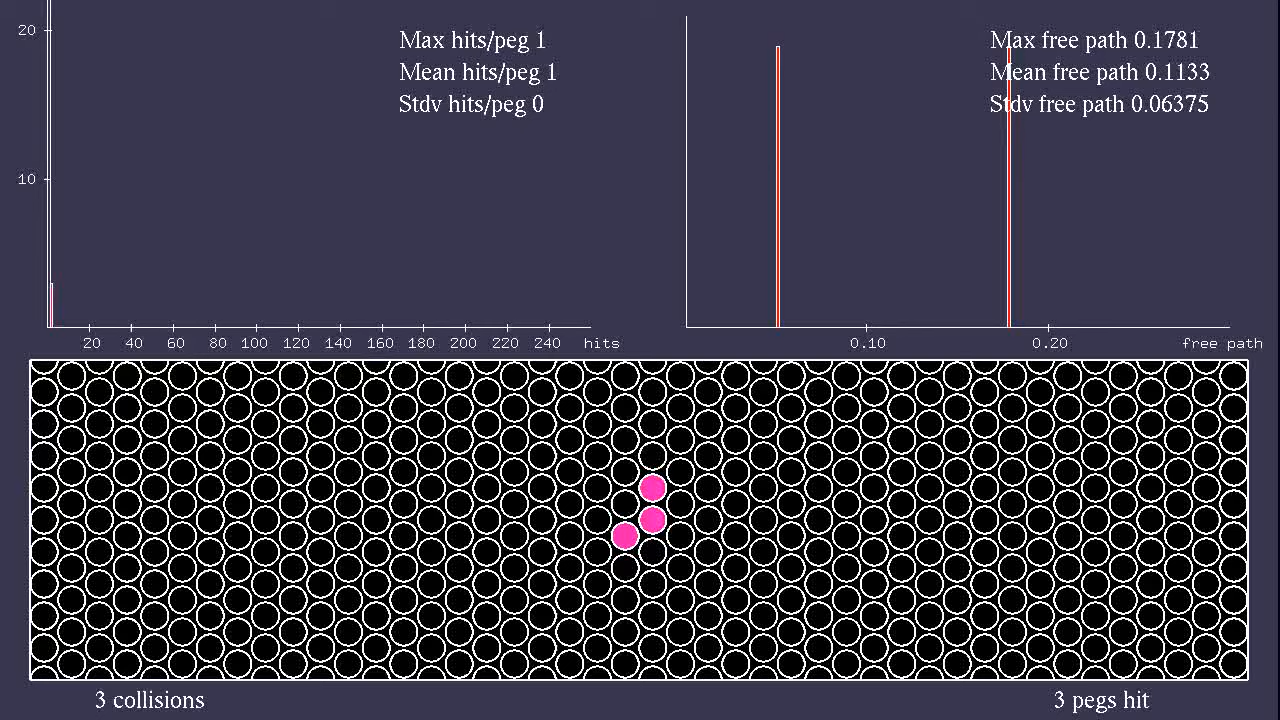 20
10
Max hits/peg 1
Mean hits/peg 1
Stdv hits/peg 0
20 40 60 80 100 120 140 160 180 200 220 240 hits
Max free path 0.1781
Mean free path 0.1133
Stdv free path 0.06375
0.10 0.20 free path
3 collisions
3 pegs hit